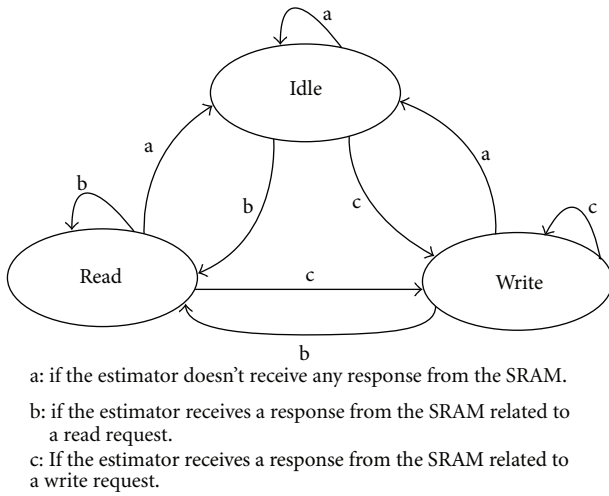 a
Idle
a
a
b
b
c
c
Read
c
Write
b
a: if the estimator doesn't receive any response from the SRAM.
b: if the estimator receives a response from the SRAM related to
a read request.
c: If the estimator receives a response from the SRAM related to
a write request.